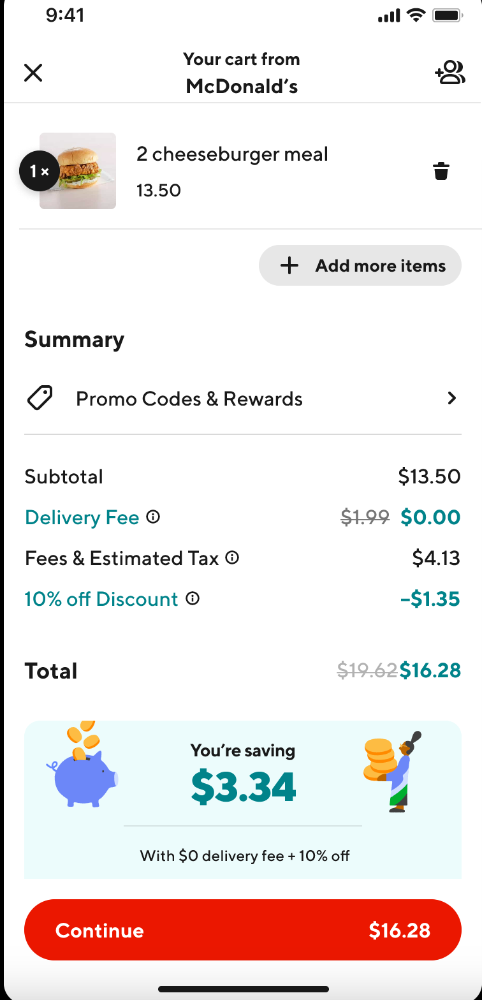 9:41
Your cart from
McDonald’s
1 ×
2 cheeseburger meal
13.50
Add more items
Summary
Promo Codes & Rewards
Subtotal $13.50
Delivery Fee $1.99 $0.00
Fees & Estimated Tax $4.13
10% off Discount –$1.35
Total $19.62 $16.28
You’re saving
$3.34
With $0 delivery fee + 10% off
Continue $16.28